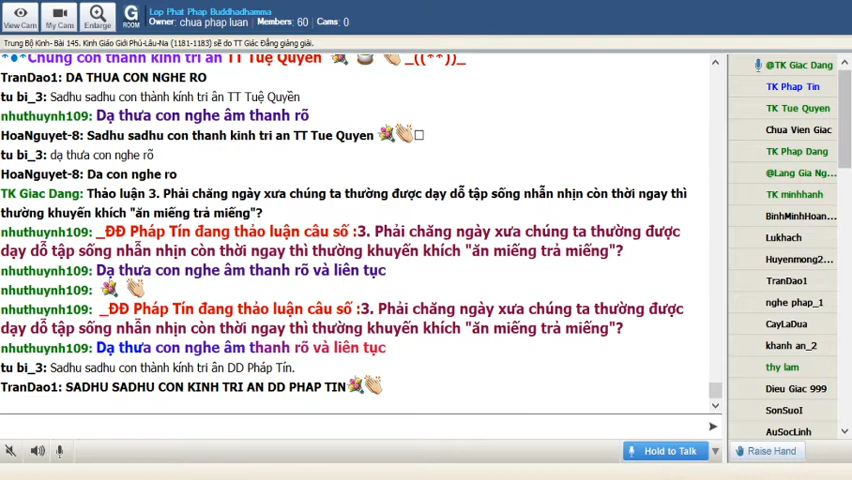 View Cam
My Cam
Enlarge
G
ROOM
Lop Phat Phap Buddhadhamma
Owner: chua phap luan Members: 60 Cams: 0
Trung Bộ Kinh- Bài 145. Kinh Giáo Giới Phú-Lâu-Na (1181-1183) sẽ do TT Giác Đẳng giảng giải.
*•*Chúng con thành kính tri ân TT Tuệ Quyền _((**))_
TranDao1: DA THUA CON NGHE RO
tu bi_3: Sadhu sadhu con thành kính tri ân TT Tuệ Quyền
nhuthuynh109: Dạ thưa con nghe âm thanh rõ
HoaNguyet-8: Sadhu sadhu con thanh kinh tri an TT Tue Quyen
tu bi_3: dạ thưa con nghe rõ
HoaNguyet-8: Da con nghe ro
TK Giac Dang: Thảo luận 3. Phải chăng ngày xưa chúng ta thường được dạy dỗ tập sống nhẫn nhịn còn thời ngay thì
thường khuyến khích "ăn miếng trả miếng"?
nhuthuynh109: _ĐĐ Pháp Tín đang thảo luận câu số :3. Phải chăng ngày xưa chúng ta thường được
dạy dỗ tập sống nhẫn nhịn còn thời ngay thì thường khuyến khích "ăn miếng trả miếng"?
nhuthuynh109: Dạ thưa con nghe âm thanh rõ và liên tục
nhuthuynh109:
nhuthuynh109: _ĐĐ Pháp Tín đang thảo luận câu số :3. Phải chăng ngày xưa chúng ta thường được
dạy dỗ tập sống nhẫn nhịn còn thời ngay thì thường khuyến khích "ăn miếng trả miếng"?
nhuthuynh109: Dạ thưa con nghe âm thanh rõ và liên tục
tu bi_3: Sadhu sadhu con thành kính tri ân DD Pháp Tín.
TranDao1: SADHU SADHU CON KINH TRI AN DD PHAP TIN
Hold to Talk
@TK Giac Dang
TK Phap Tin
TK Tue Quyen
Chua Vien Giac
TK Phap Dang
@Lang Gia Ng...
TK minhhanh
BinhMinhHoan...
Lukhach
Huyenmong2...
TranDao1
nghe phap_1
CayLaDua
khanh an_2
thy lam
Dieu Giac 999
SonSuoI
AuSocLinh
Raise Hand